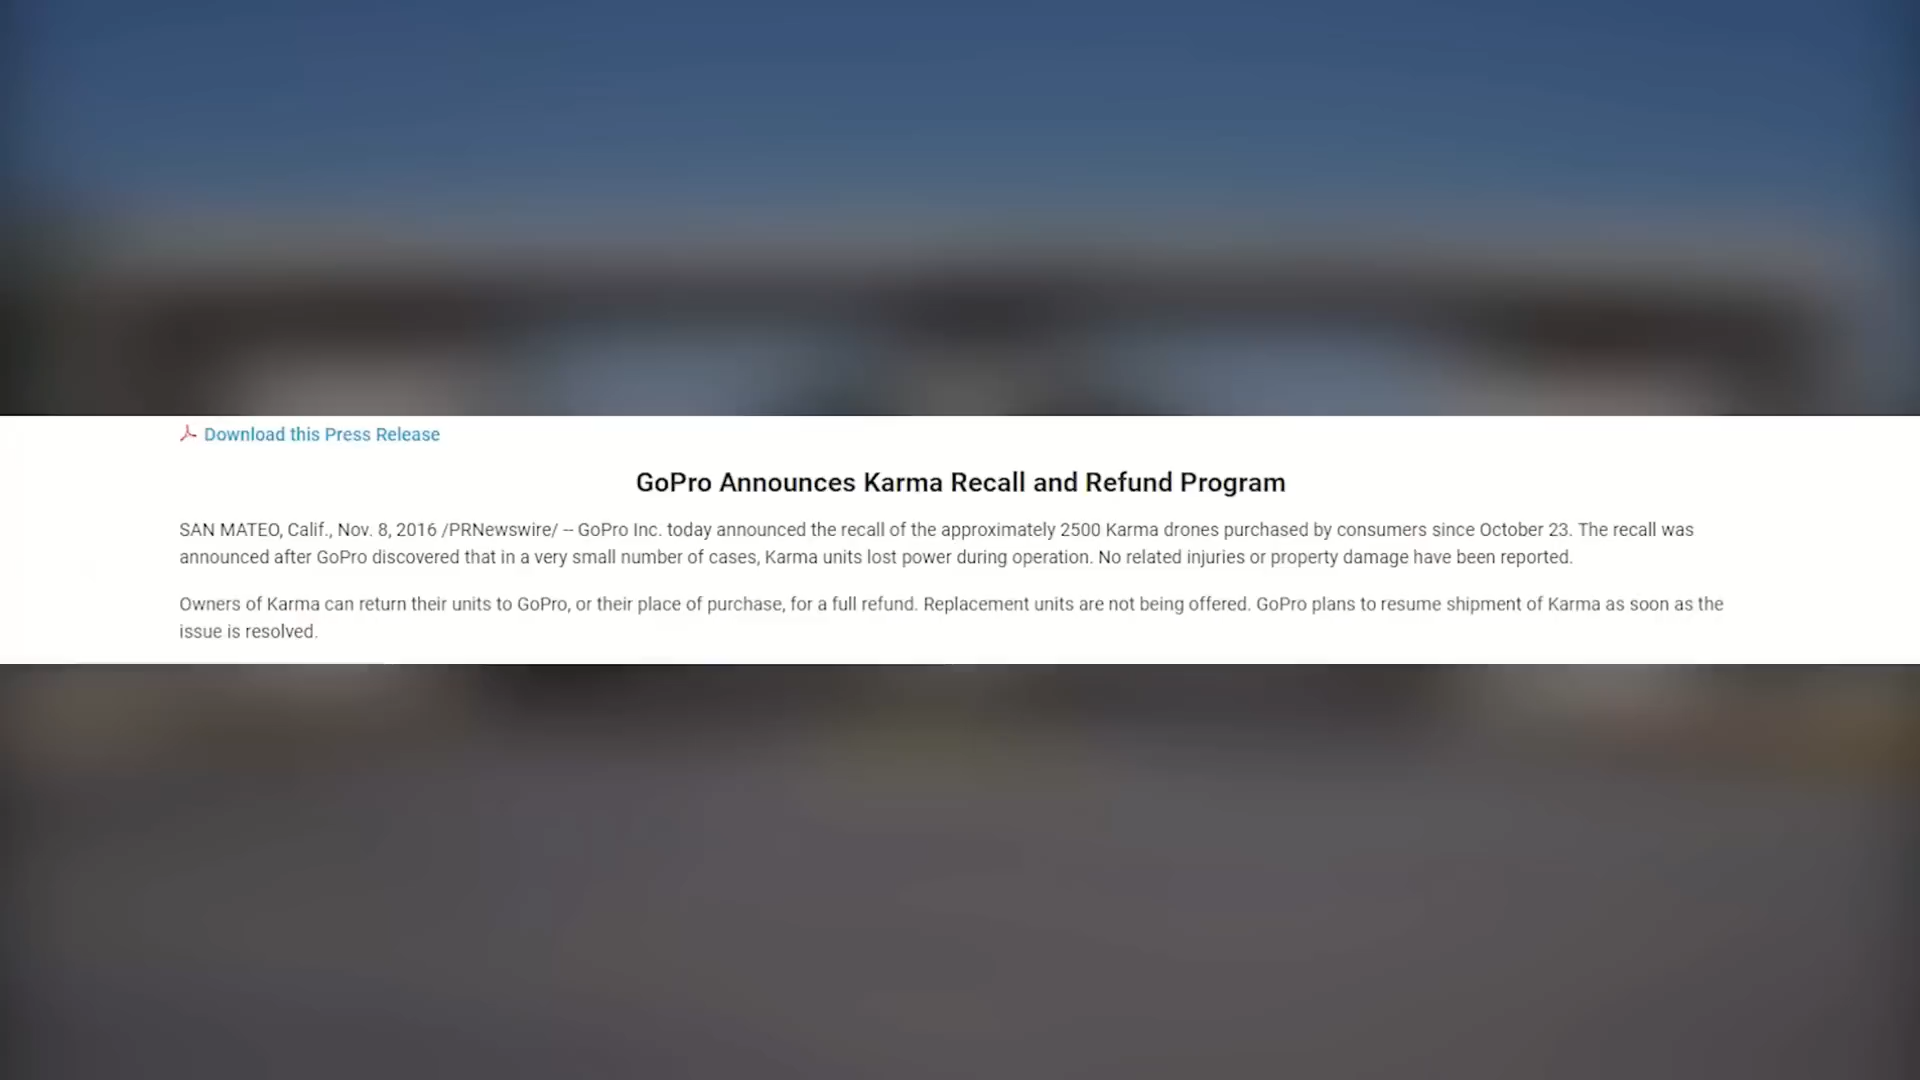 Download this Press Release
GoPro Announces Karma Recall and Refund Program
SAN MATEO, Calif., Nov. 8, 2016 /PRNewswire/ -- GoPro Inc. today announced the recall of the approximately 2500 Karma drones purchased by consumers since October 23. The recall was
announced after GoPro discovered that in a very small number of cases, Karma units lost power during operation. No related injuries or property damage have been reported.
Owners of Karma can return their units to GoPro, or their place of purchase, for a full refund. Replacement units are not being offered. GoPro plans to resume shipment of Karma as soon as the
issue is resolved.